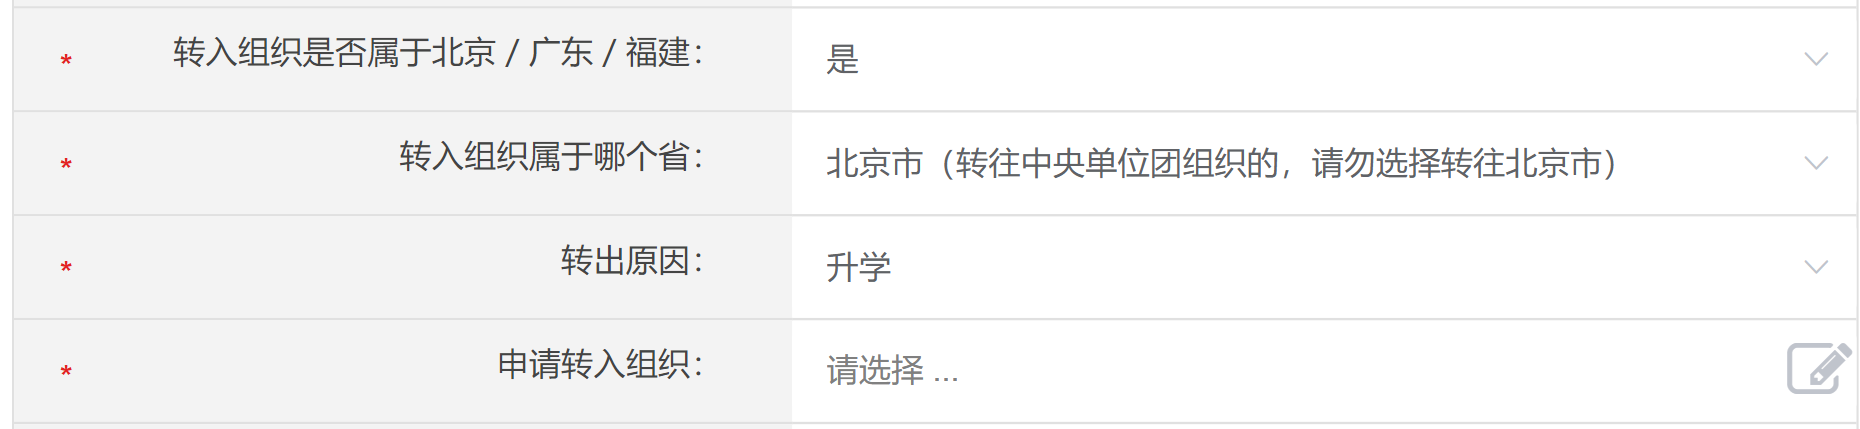 * 转入组织是否属于北京 / 广东 / 福建： 是
* 转入组织属于哪个省： 北京市（转往中央单位团组织的，请勿选择转往北京市）
* 转出原因： 升学
* 申请转入组织： 请选择 ...